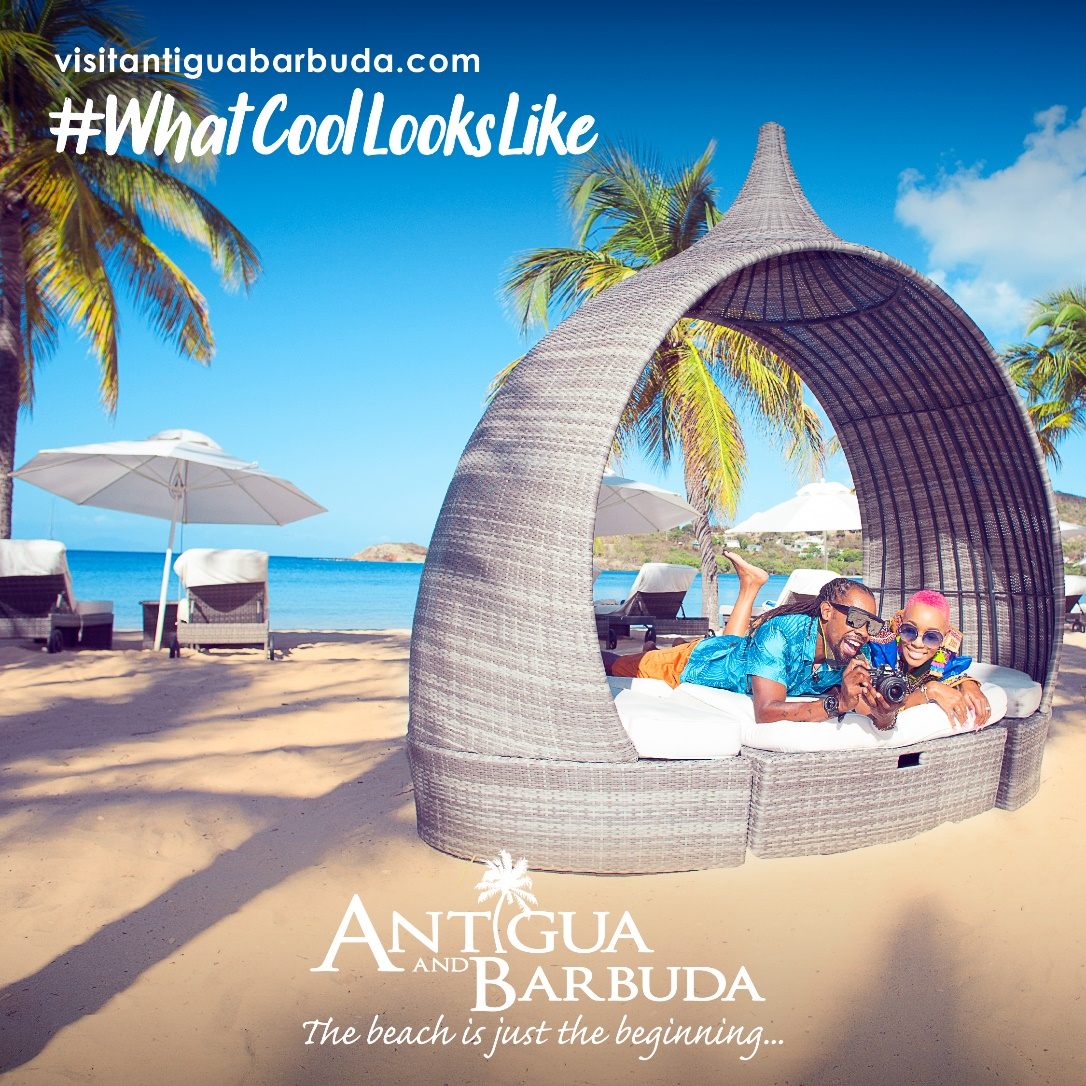 visitantiguabarbuda.com
#WhatCoolLooksLike
ANTIGUA
AND BARBUDA
The beach is just the beginning...